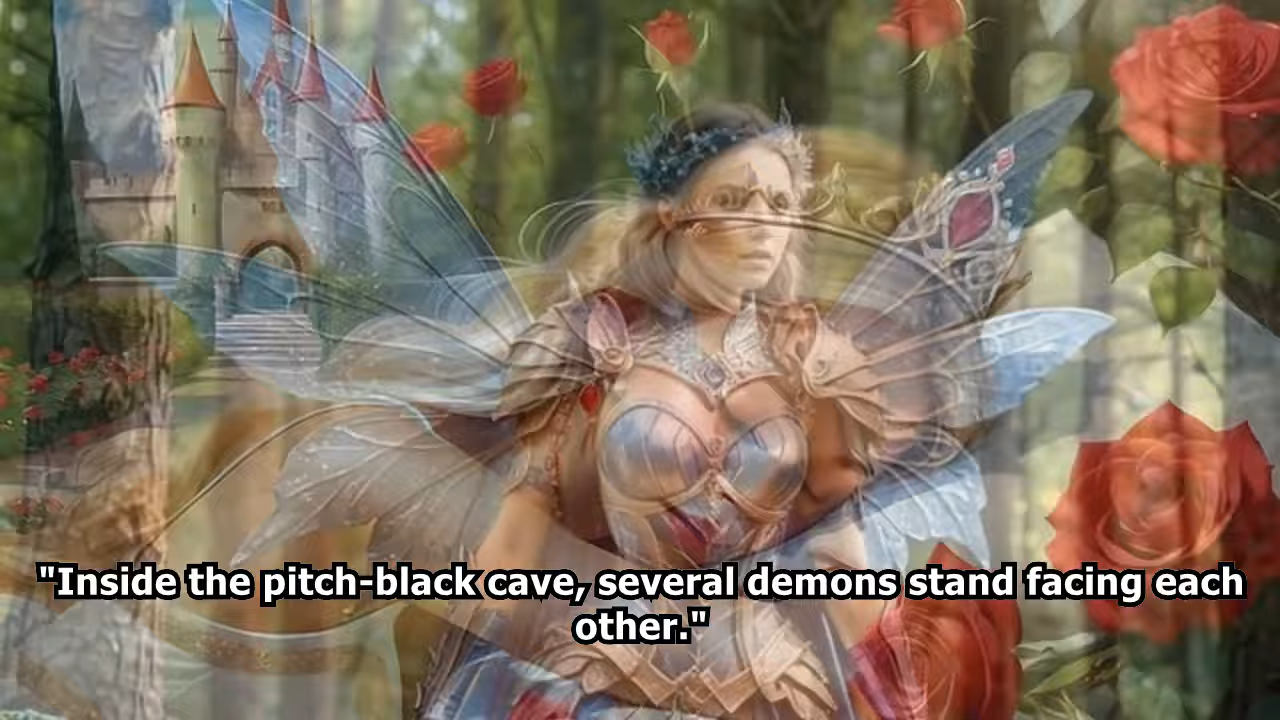 "Inside the pitch-black cave, several demons stand facing each
other."